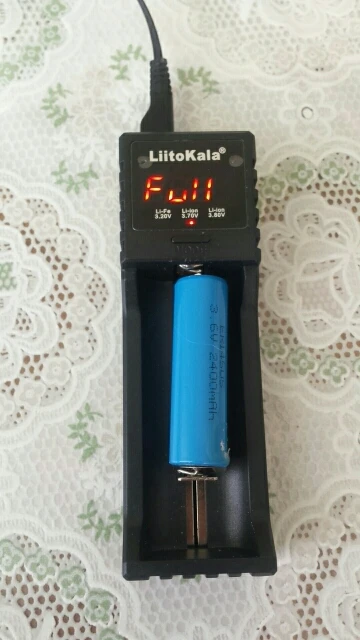 LiitoKala®
Full
Li-Fe Li-ion Li-ion
3.20V 3.70V 3.80V
3.6V 2400mAh